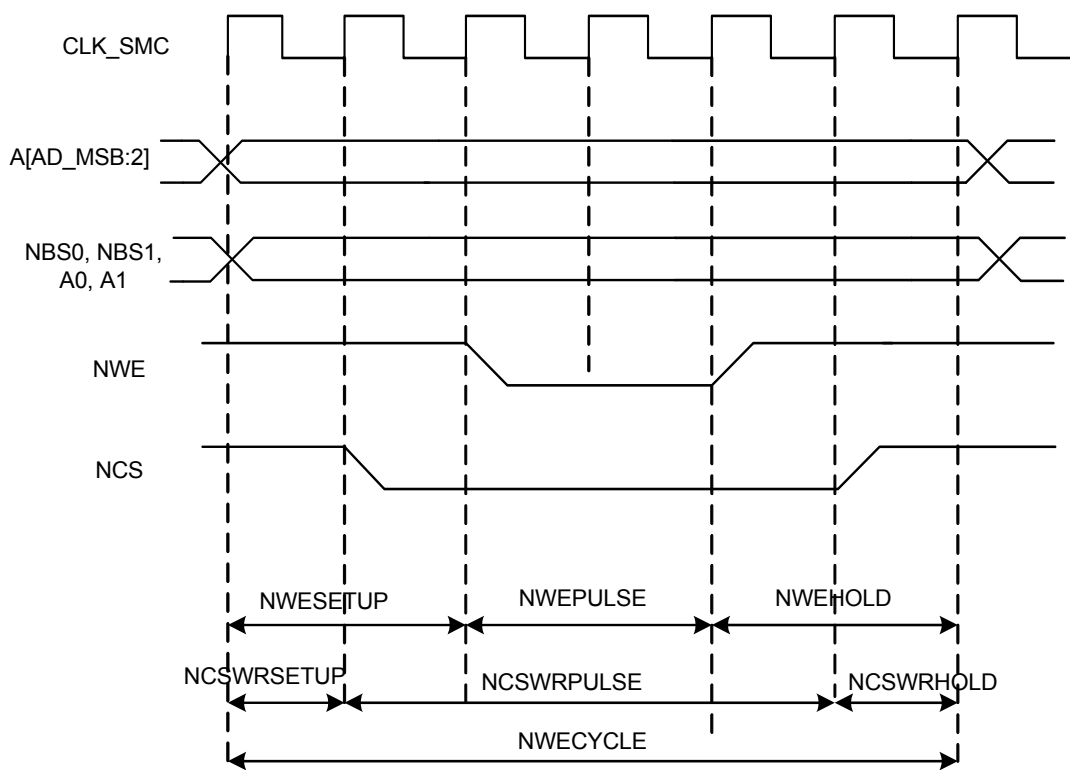 CLK_SMC
A[AD_MSB:2]
NBS0, NBS1,
A0, A1
NWE
NCS
NWESETUP
NWEPULSE
NWEHOLD
NCSWRSETUP
NCSWRPULSE
NCSWRHOLD
NWECYCLE